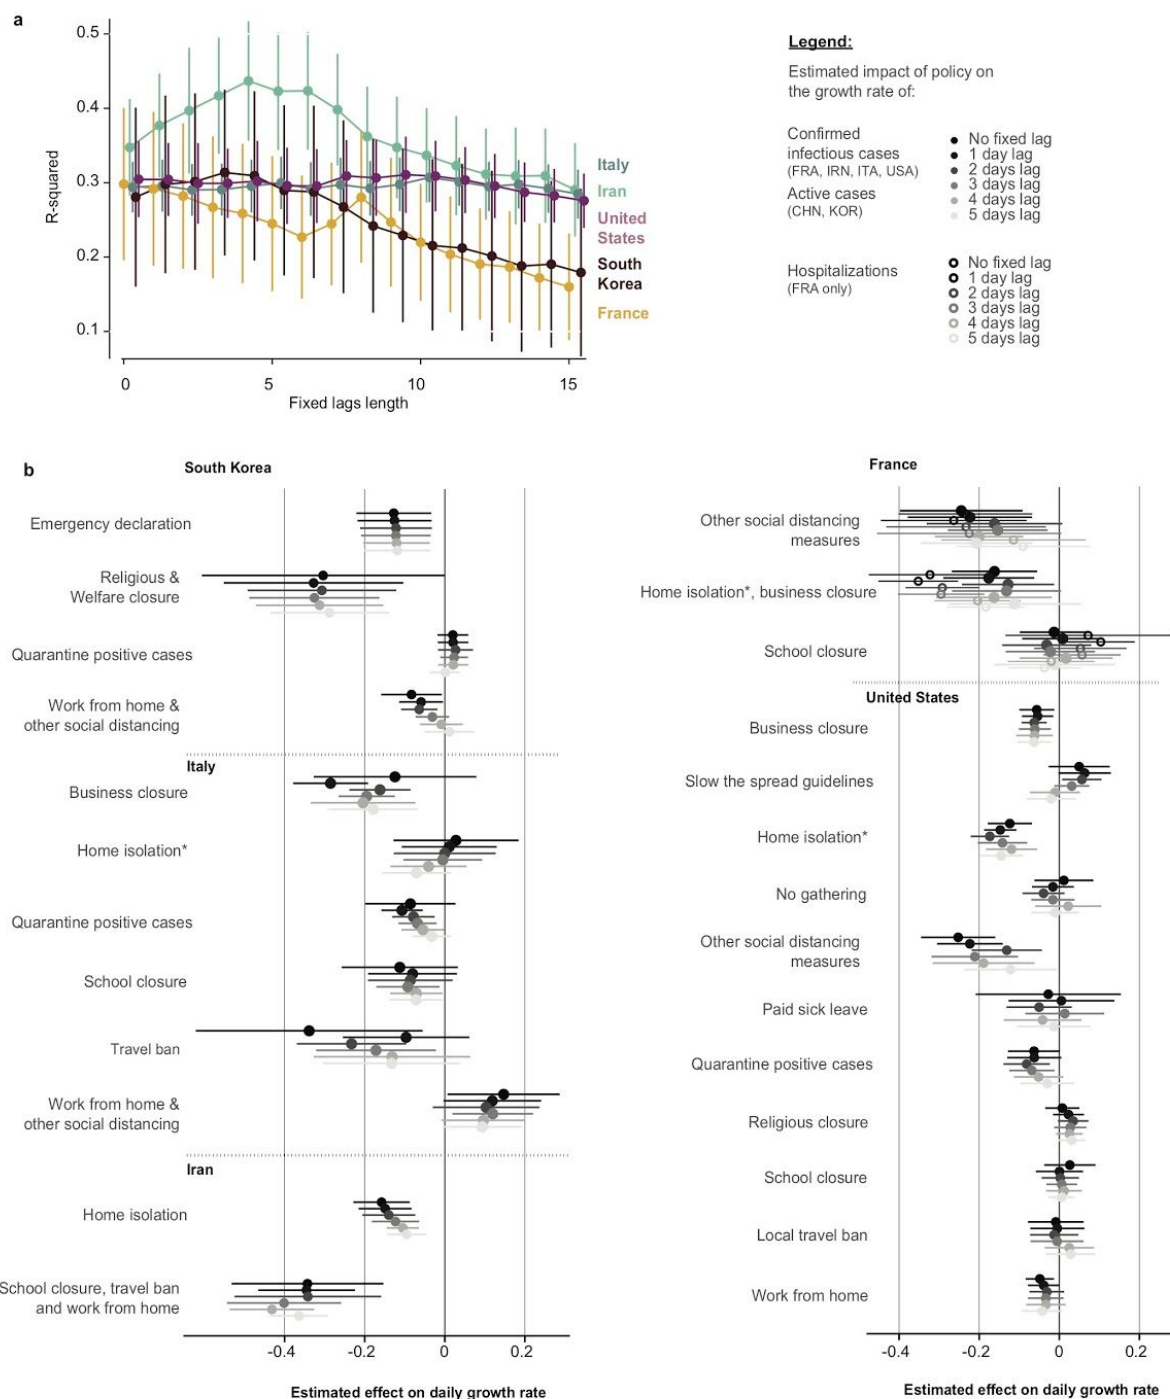 a
0.5
0.4
0.3
0.2
0.1
R-squared
0
5
10
15
Fixed lags length
Italy
Iran
United
States
South
Korea
France
Legend:
Estimated impact of policy on
the growth rate of:
Confirmed
infectious cases
(FRA, IRN, ITA, USA)
Active cases
(CHN, KOR)
No fixed lag
1 day lag
2 days lag
3 days lag
4 days lag
5 days lag
Hospitalizations
(FRA only)
No fixed lag
1 day lag
2 days lag
3 days lag
4 days lag
5 days lag
b
South Korea
Emergency declaration
Religious &
Welfare closure
Quarantine positive cases
Work from home &
other social distancing
Italy
Business closure
Home isolation*
Quarantine positive cases
School closure
Travel ban
Work from home &
other social distancing
Iran
Home isolation
School closure, travel ban
and work from home
-0.4
-0.2
0
0.2
Estimated effect on daily growth rate
France
Other social distancing
measures
Home isolation*, business closure
School closure
United States
Business closure
Slow the spread guidelines
Home isolation*
No gathering
Other social distancing
measures
Paid sick leave
Quarantine positive cases
Religious closure
School closure
Local travel ban
Work from home
-0.4
-0.2
0
0.2
Estimated effect on daily growth rate